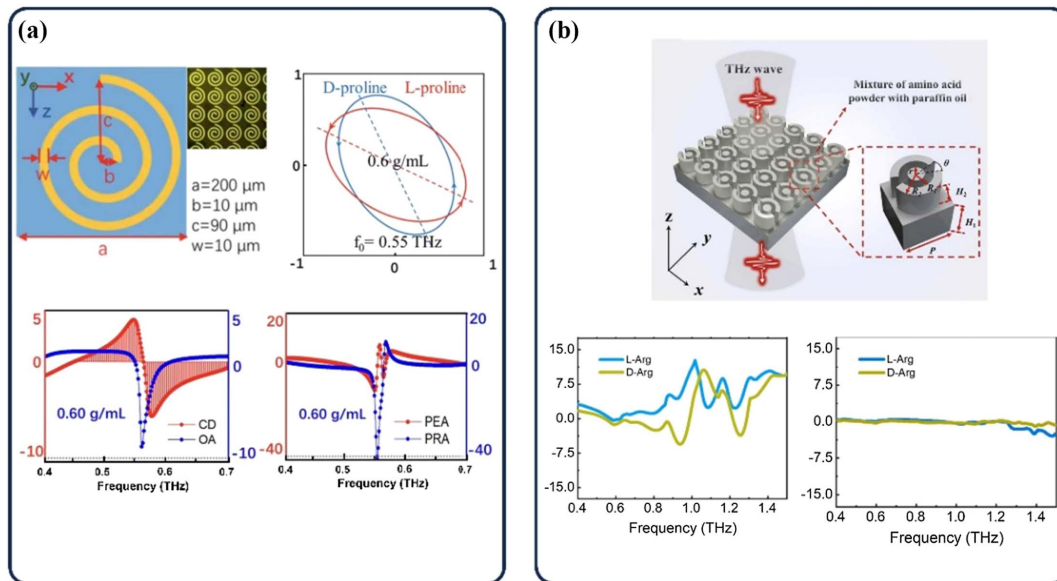 (a)
y
x
z
c
w
b
a
a=200 μm
b=10 μm
c=90 μm
w=10 μm
1
D-proline
L-proline
0
0.6 g/mL
f₀= 0.55 THz
-1
0
1
5
0
-10
0.60 g/mL
CD
OA
5
0
-10
0.4
0.5
0.6
0.7
Frequency (THz)
20
0
-40
0.60 g/mL
PEA
PRA
20
10
0
-40
0.4
0.5
0.6
0.7
Frequency (THz)
(b)
THz wave
Mixture of amino acid
powder with paraffin oil
z
y
x
θ
H₂
H₁
P
15.0
7.5
0.0
-7.5
-15.0
L-Arg
D-Arg
0.4
0.6
0.8
1.0
1.2
1.4
Frequency (THz)
15.0
7.5
0.0
-7.5
-15.0
L-Arg
D-Arg
0.4
0.6
0.8
1.0
1.2
1.4
Frequency (THz)